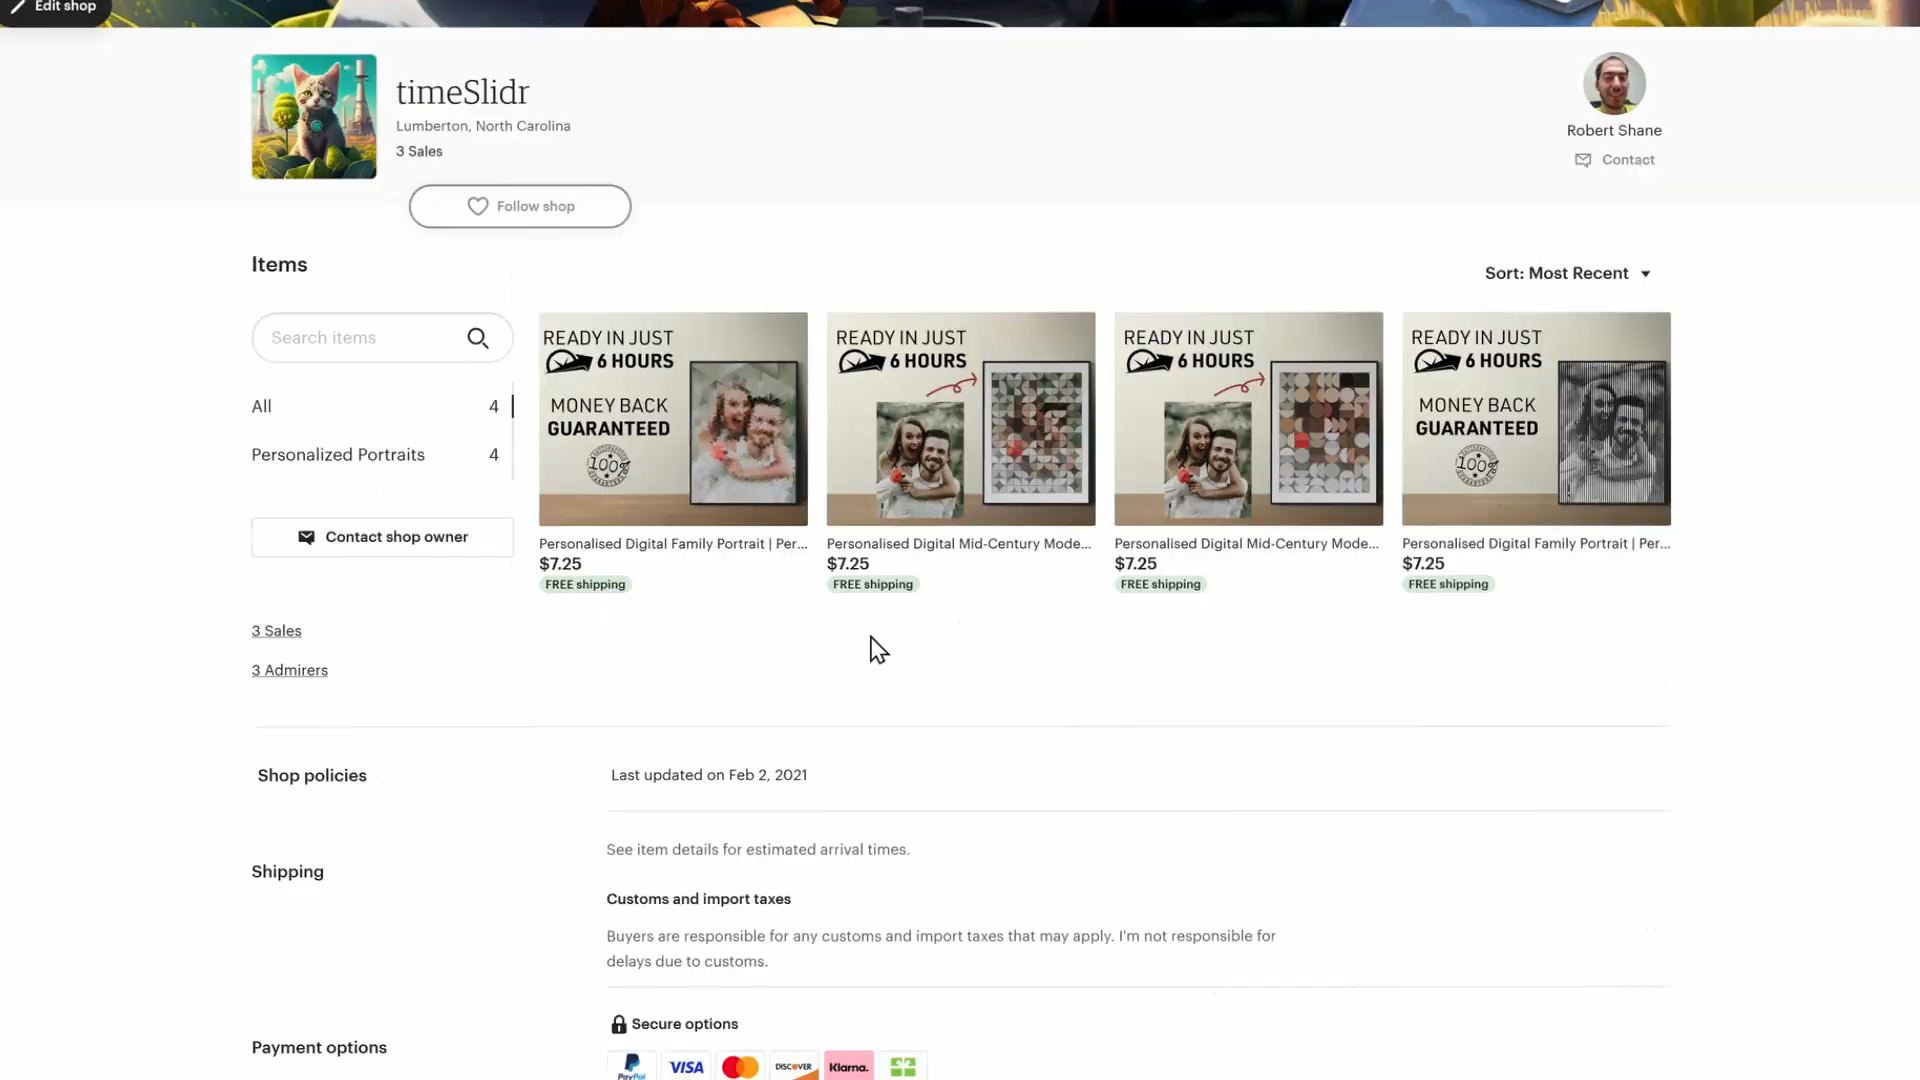 Edit shop
timeSlidr
Lumberton, North Carolina
3 Sales
Follow shop
Robert Shane
Contact
Items
Sort: Most Recent
Search items
All 4
Personalized Portraits 4
Contact shop owner
3 Sales
3 Admirers
READY IN JUST
6 HOURS
MONEY BACK
GUARANTEED
100%
Personalised Digital Family Portrait | Per...
$7.25
FREE shipping
READY IN JUST
6 HOURS
Personalised Digital Mid-Century Mode...
$7.25
FREE shipping
READY IN JUST
6 HOURS
Personalised Digital Mid-Century Mode...
$7.25
FREE shipping
READY IN JUST
6 HOURS
MONEY BACK
GUARANTEED
100%
Personalised Digital Family Portrait | Per...
$7.25
FREE shipping
Shop policies
Last updated on Feb 2, 2021
Shipping
See item details for estimated arrival times.
Customs and import taxes
Buyers are responsible for any customs and import taxes that may apply. I'm not responsible for
delays due to customs.
Payment options
Secure options
PayPal
VISA
DISCOVER
Klarna.